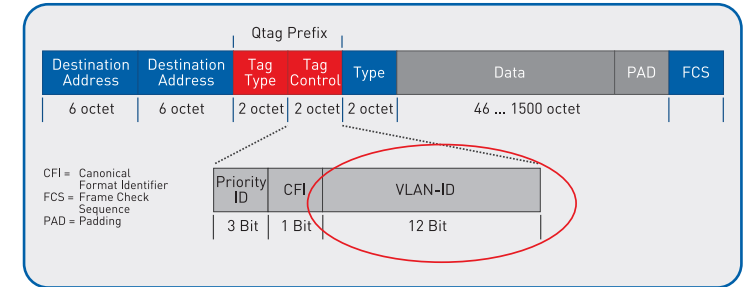 Qtag Prefix
Destination Address
Destination Address
Tag Type
Tag Control
Type
Data
PAD
FCS
6 octet
6 octet
2 octet
2 octet
2 octet
46 ... 1500 octet
CFI = Canonical
Format Identifier
FCS = Frame Check
Sequence
PAD = Padding
Priority ID
CFI
VLAN-ID
3 Bit
1 Bit
12 Bit